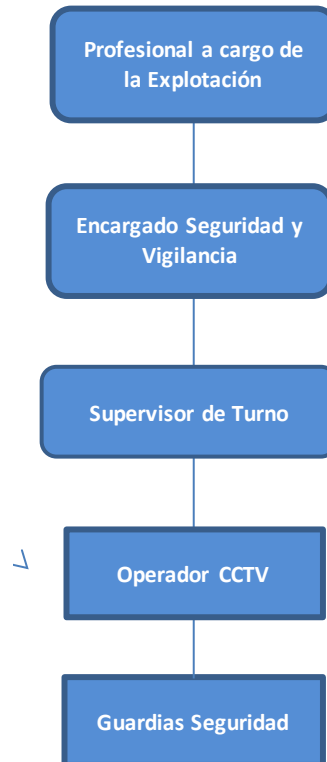 Profesional a cargo de
la Explotación
Encargado Seguridad y
Vigilancia
Supervisor de Turno
Operador CCTV
Guardias Seguridad